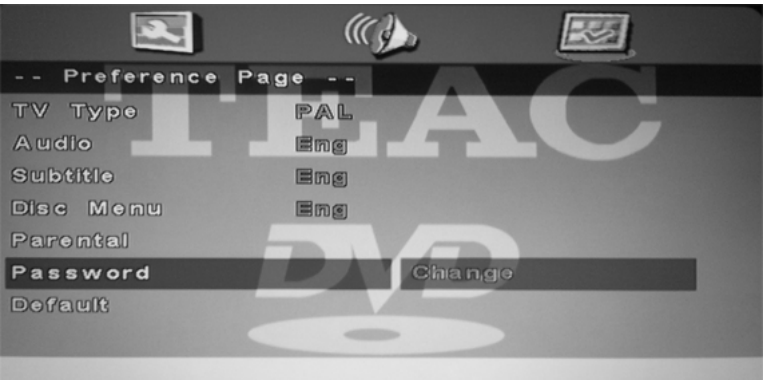 -- Preference Page --
TEAC
TV Type PAL
Audio Eng
Subtitle Eng
Disc Menu Eng
Parental
DVD
Password Change
Default